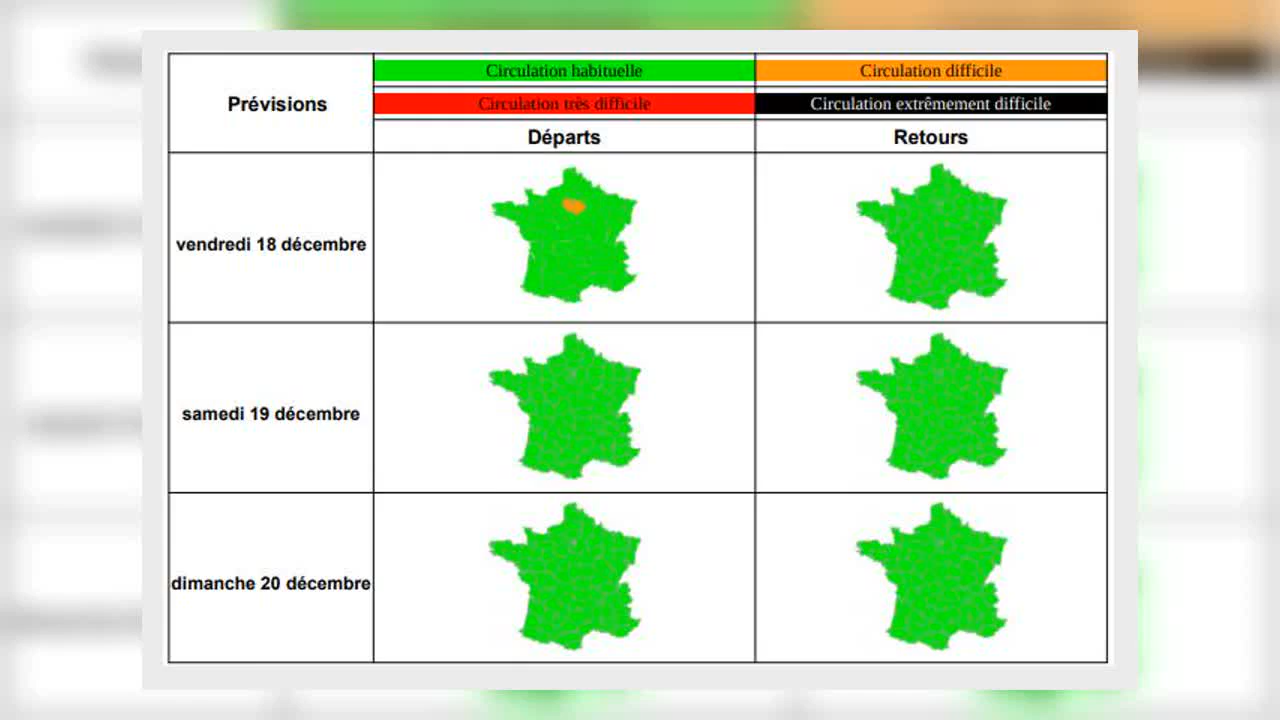 Prévisions
Circulation habituelle
Circulation difficile
Circulation très difficile
Circulation extrêmement difficile
Départs
Retours
vendredi 18 décembre
samedi 19 décembre
dimanche 20 décembre